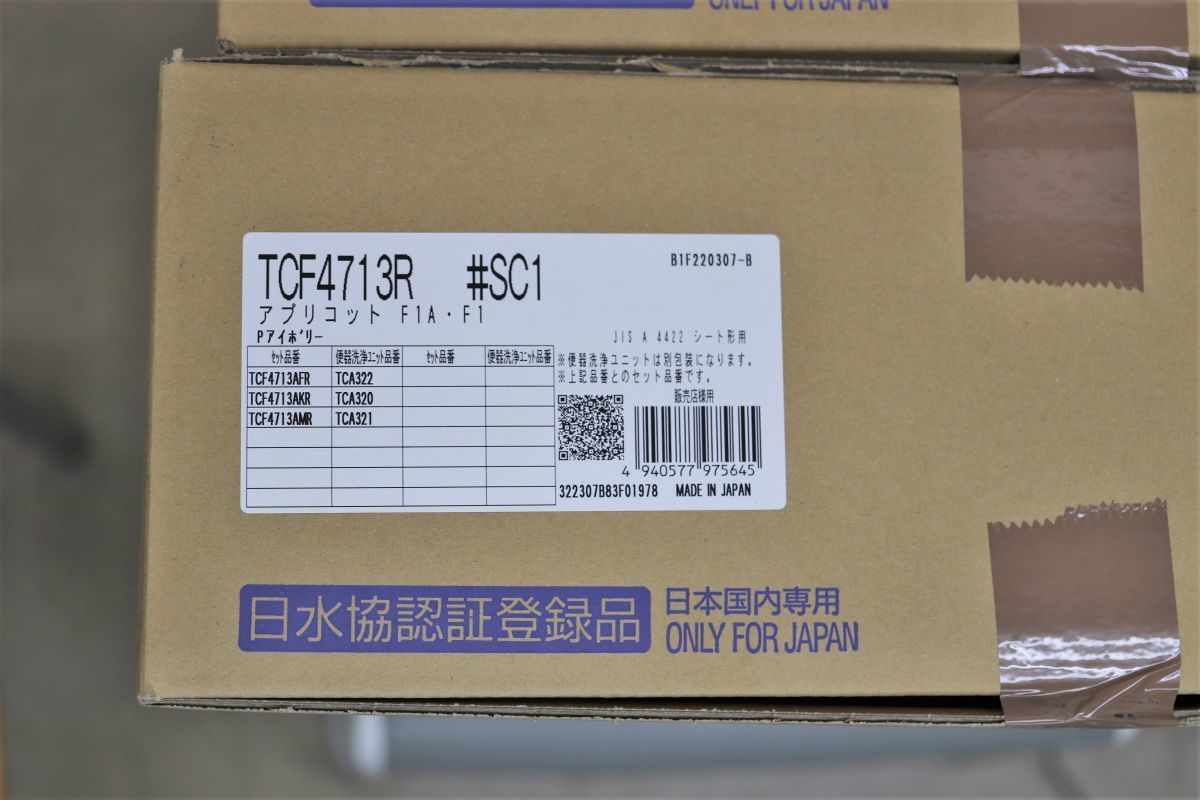 ONLY FOR JAPAN
TCF4713R #SC1
B1F220307-B
アプリコット F1A・F1
Pアイボリー
JIS A 4422 シート形用
セット品番 便器洗浄ユニット品番 セット品番 便器洗浄ユニット品番
TCF4713AFR TCA322
TCF4713AKR TCA320
TCF4713AMR TCA321
※便器洗浄ユニットは別包装になります。
※上記品番とのセット品番です。
販売店様用
4 940577 975645
322307B83F01978 MADE IN JAPAN
日水協認証登録品
日本国内専用
ONLY FOR JAPAN